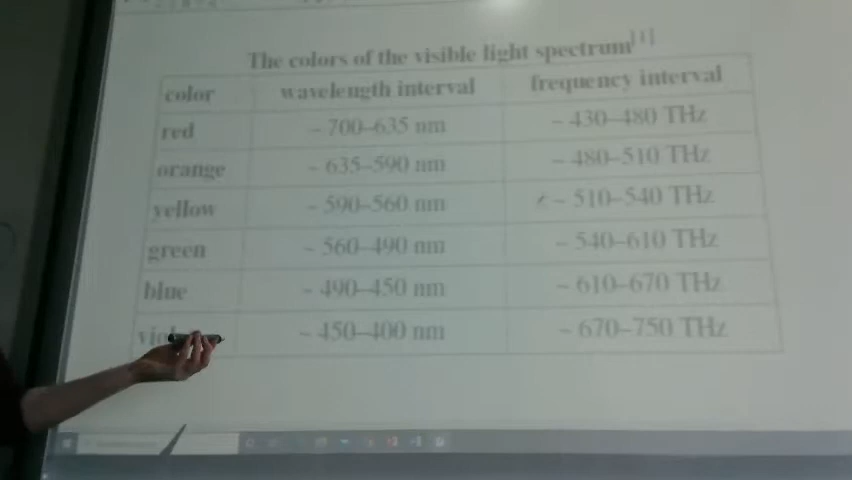 The colors of the visible light spectrum[1]
color wavelength interval frequency interval
red ~ 700–635 nm ~ 430–480 THz
orange ~ 635–590 nm ~ 480–510 THz
yellow ~ 590–560 nm ~ 510–540 THz
green ~ 560–490 nm ~ 540–610 THz
blue ~ 490–450 nm ~ 610–670 THz
~ 450–400 nm ~ 670–750 THz